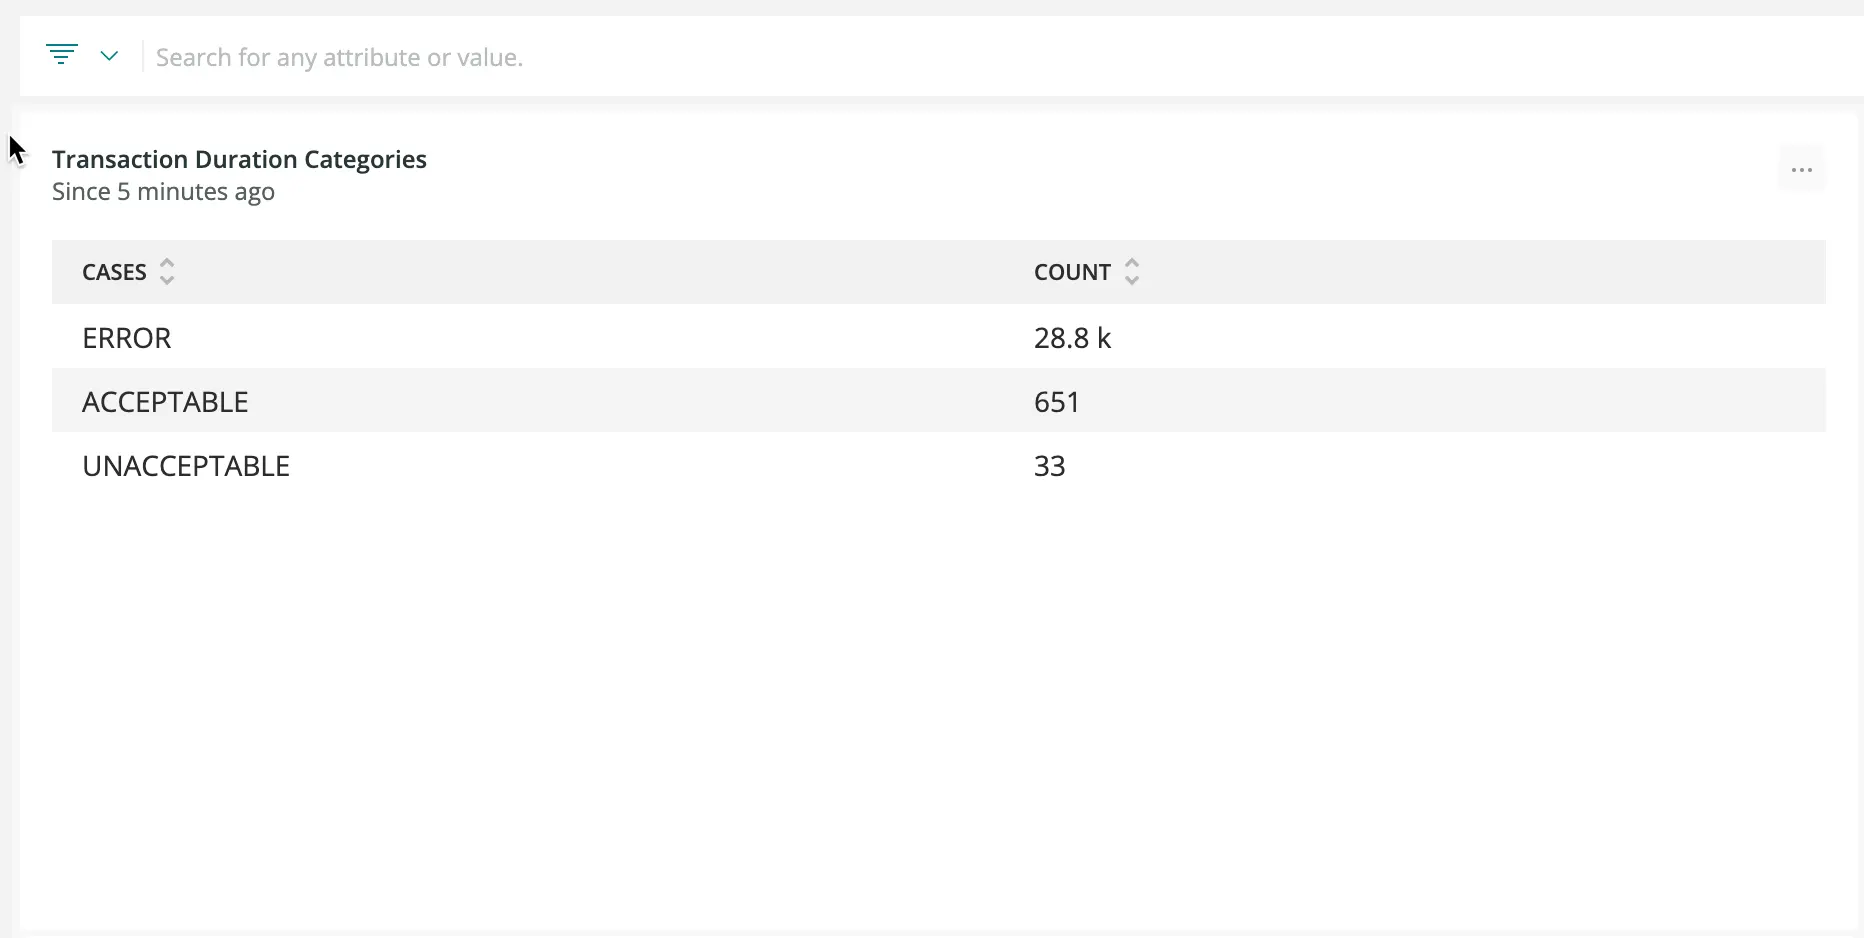 Search for any attribute or value.
Transaction Duration Categories
Since 5 minutes ago
CASES COUNT
ERROR 28.8 k
ACCEPTABLE 651
UNACCEPTABLE 33